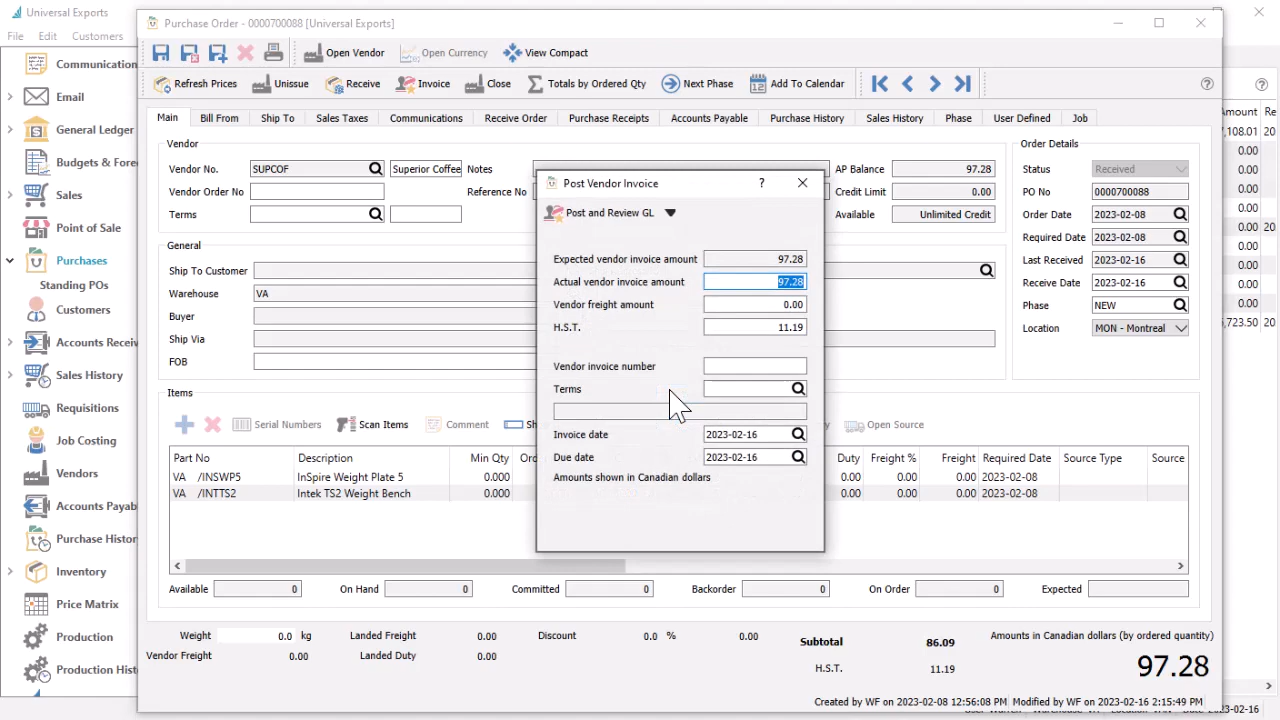 Universal Exports
File Edit Customers
Communication
Email
General Ledger
Budgets & Fore
Sales
Point of Sale
Purchases
Standing POs
Customers
Accounts Receiv
Sales History
Requisitions
Job Costing
Vendors
Accounts Payab
Purchase Histor
Inventory
Price Matrix
Production
Production Hist
Purchase Order - 0000700088 [Universal Exports]
Open Vendor Open Currency View Compact
Refresh Prices Unissue Receive Invoice Close Totals by Ordered Qty Next Phase Add To Calendar
Main Bill From Ship To Sales Taxes Communications Receive Order Purchase Receipts Accounts Payable Purchase History Sales History Phase User Defined Job
Vendor
Vendor No. SUPCOF Superior Coffee Notes AP Balance 97.28
Vendor Order No Reference No Credit Limit 0.00
Terms Available Unlimited Credit
General
Ship To Customer
Warehouse VA
Buyer
Ship Via
FOB
Order Details
Status Received
PO No 0000700088
Order Date 2023-02-08
Required Date 2023-02-08
Last Received 2023-02-16
Receive Date 2023-02-16
Phase NEW
Location MON - Montreal
Post Vendor Invoice ?
Post and Review GL
Expected vendor invoice amount 97.28
Actual vendor invoice amount 97.28
Vendor freight amount 0.00
H.S.T. 11.19
Vendor invoice number
Terms
Invoice date 2023-02-16
Due date 2023-02-16
Amounts shown in Canadian dollars
Items
Serial Numbers Scan Items Comment Sh Open Source
Part No Description Min Qty Ord Duty Freight % Freight Required Date Source Type Source
VA /INSWP5 InSpire Weight Plate 5 0.000 0.00 0.00 0.00 2023-02-08
VA /INTTS2 Intek TS2 Weight Bench 0.000 0.00 0.00 0.00 2023-02-08
Available 0 On Hand 0 Committed 0 Backorder 0 On Order 0 Expected
Weight 0.0 kg Landed Freight 0.00 Discount 0.0 % 0.00 Subtotal 86.09 Amounts in Canadian dollars (by ordered quantity)
Vendor Freight 0.00 Landed Duty 0.00 H.S.T. 11.19 97.28
Created by WF on 2023-02-08 12:56:08 PM Modified by WF on 2023-02-16 2:15:49 PM
Amount Re
7,108.01 20
0.00
0.00
0.00
0.00
0.00 20
0.00
0.00
0.00
,723.50 20